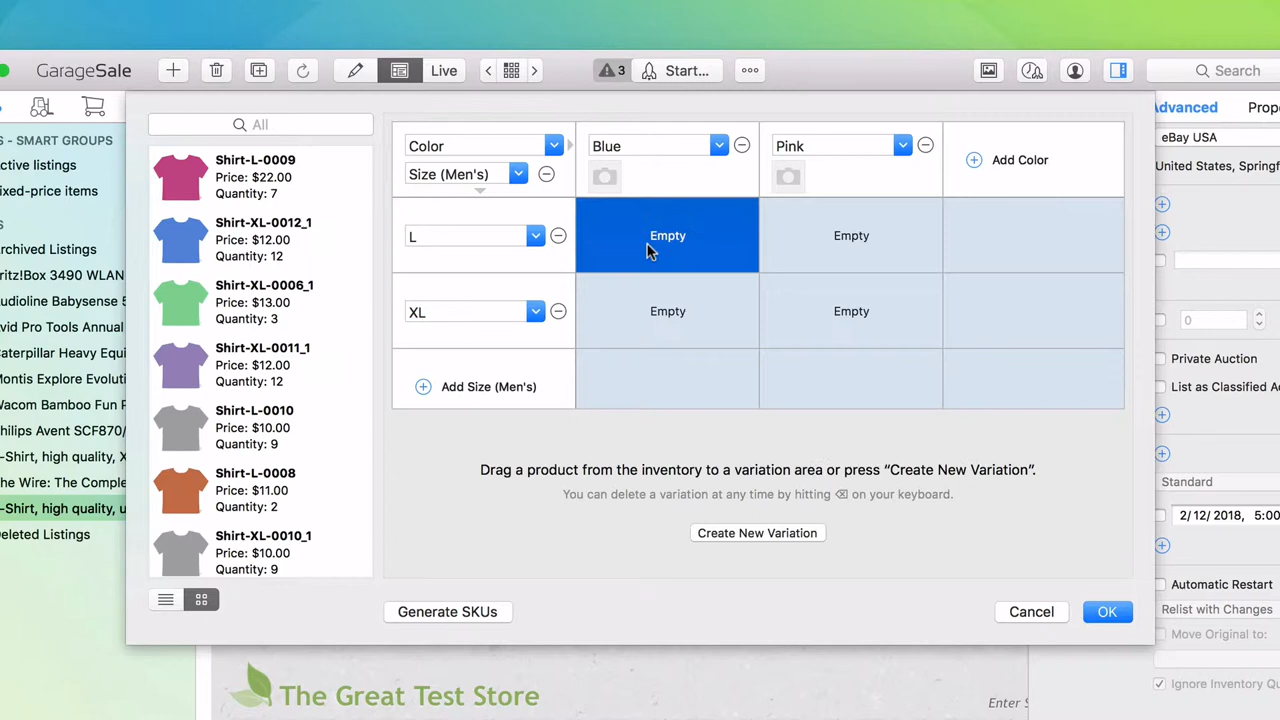 GarageSale
Live
3
Start...
Search
S - SMART GROUPS
ctive listings
ixed-price items
S
rchived Listings
ritz!Box 3490 WLAN
udioline Babysense 5
vid Pro Tools Annual
aterpillar Heavy Equi
Montis Explore Evoluti
Wacom Bamboo Fun P
hilips Avent SCF870/
-Shirt, high quality, X
he Wire: The Comple
-Shirt, high quality, u
eleted Listings
All
Shirt-L-0009
Price: $22.00
Quantity: 7
Shirt-XL-0012_1
Price: $12.00
Quantity: 12
Shirt-XL-0006_1
Price: $13.00
Quantity: 3
Shirt-XL-0011_1
Price: $12.00
Quantity: 12
Shirt-L-0010
Price: $10.00
Quantity: 9
Shirt-L-0008
Price: $11.00
Quantity: 2
Shirt-XL-0010_1
Price: $10.00
Quantity: 9
Color
Size (Men's)
Blue
Pink
Add Color
L
Empty
Empty
XL
Empty
Empty
Add Size (Men's)
Drag a product from the inventory to a variation area or press “Create New Variation”.
You can delete a variation at any time by hitting ⌫ on your keyboard.
Create New Variation
Generate SKUs
Cancel
OK
Advanced
Prop
eBay USA
United States, Springf
0
Private Auction
List as Classified Ad
Standard
2/12/2018, 5:00
Automatic Restart
Relist with Changes
Move Original to:
Ignore Inventory Qu
The Great Test Store
Enter S